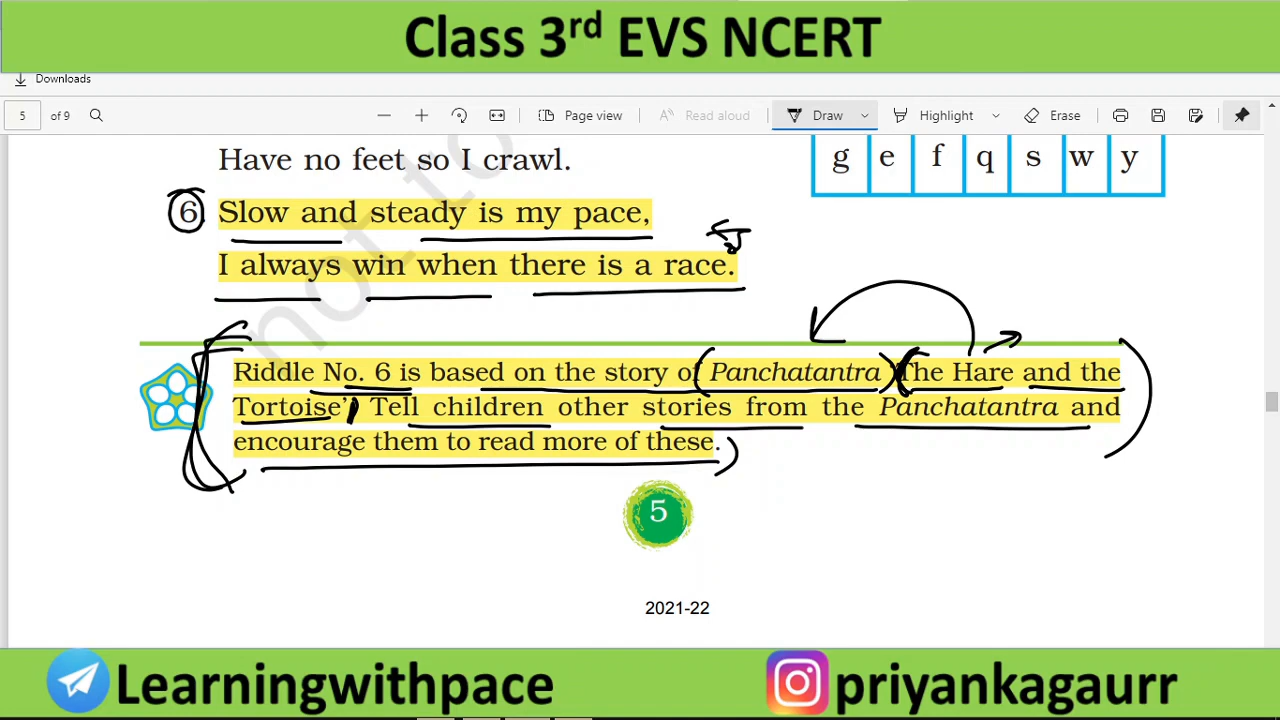 Class 3rd EVS NCERT
Downloads
5 of 9 Page view Read aloud Draw Highlight Erase
Have no feet so I crawl.
g e f q s w y
6. Slow and steady is my pace,
I always win when there is a race.
not to
Riddle No. 6 is based on the story of Panchatantra 'The Hare and the
Tortoise'. Tell children other stories from the Panchatantra and
encourage them to read more of these.
5
2021-22
Learningwithpace priyankagaurr